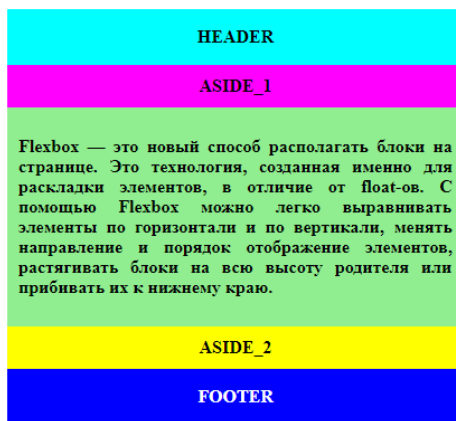 HEADER
ASIDE_1
Flexbox — это новый способ располагать блоки на
странице. Это технология, созданная именно для
раскладки элементов, в отличие от float-ов. С
помощью Flexbox можно легко выравнивать
элементы по горизонтали и по вертикали, менять
направление и порядок отображение элементов,
растягивать блоки на всю высоту родителя или
прибивать их к нижнему краю.
ASIDE_2
FOOTER